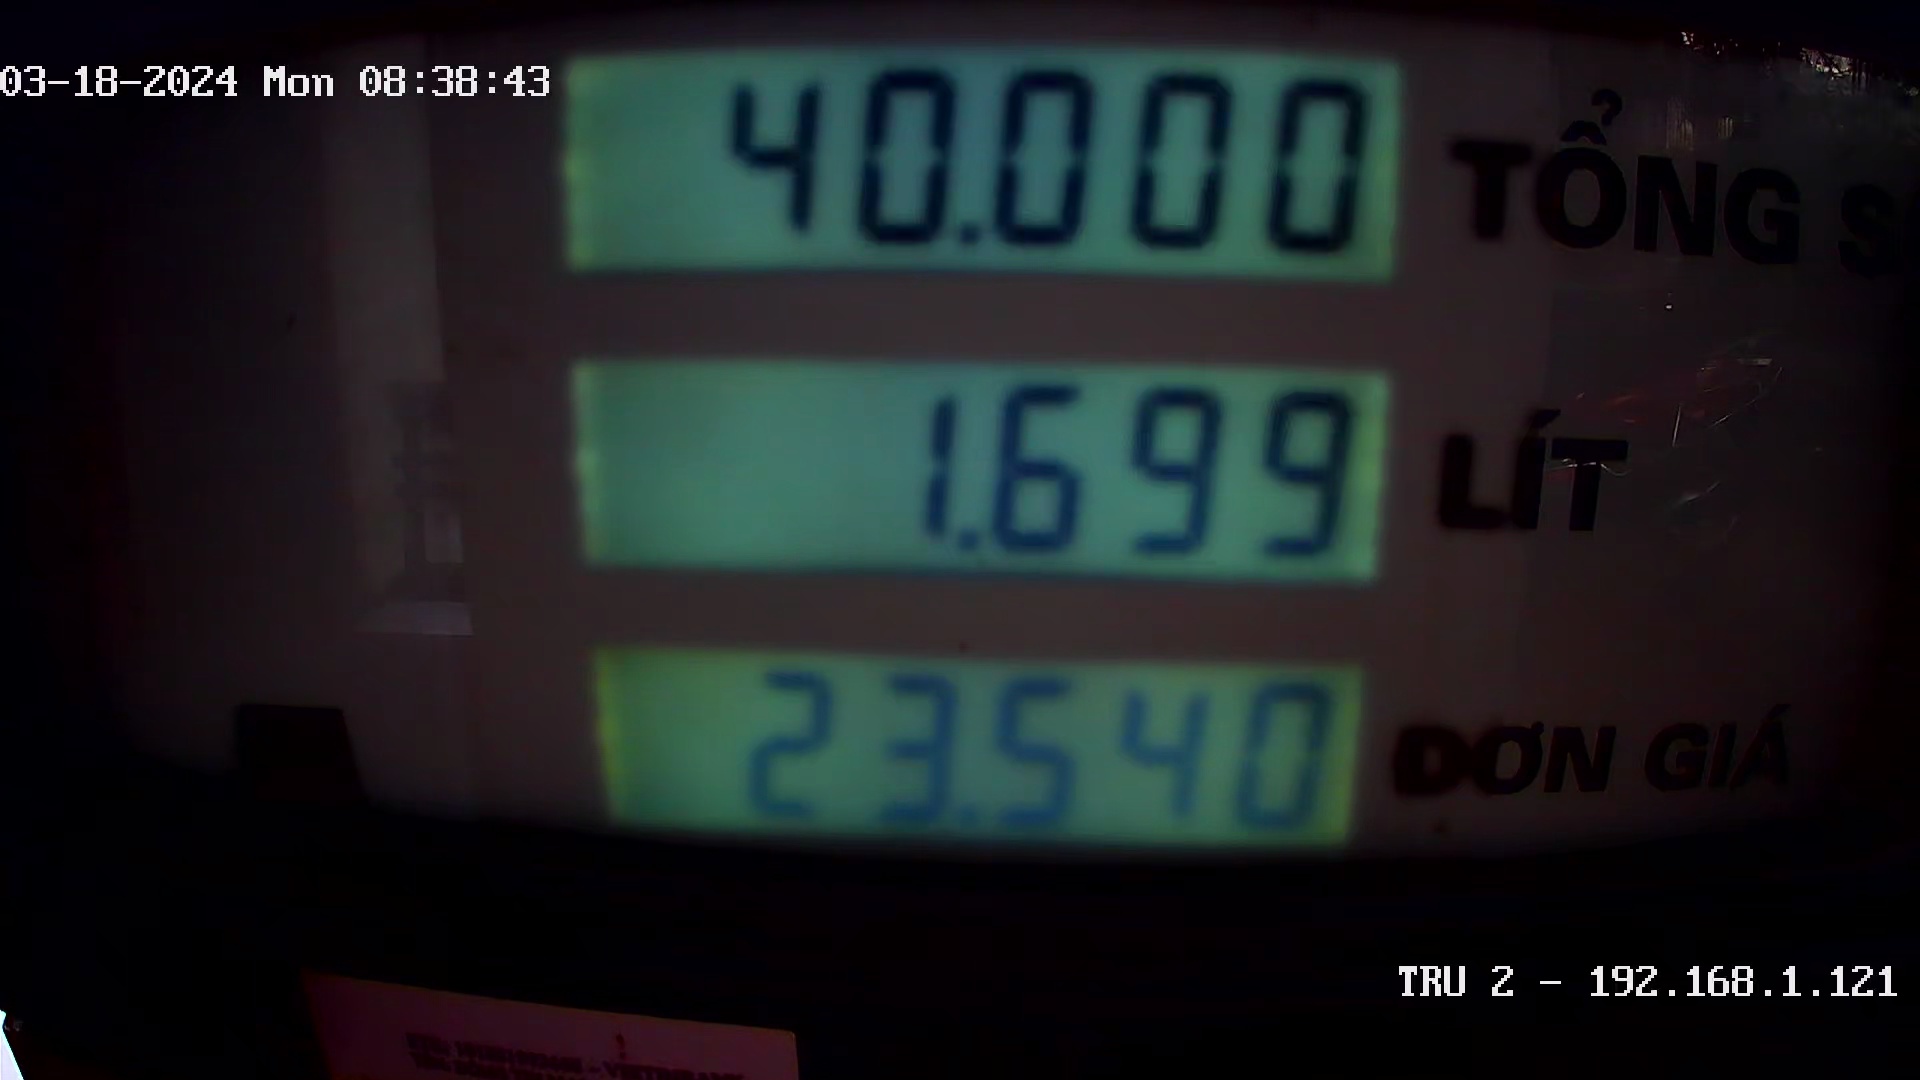 03-18-2024 Mon 08:38:43
40.000 TỔNG S
1.699 LÍT
23.540 ĐƠN GIÁ
TRU 2 - 192.168.1.121